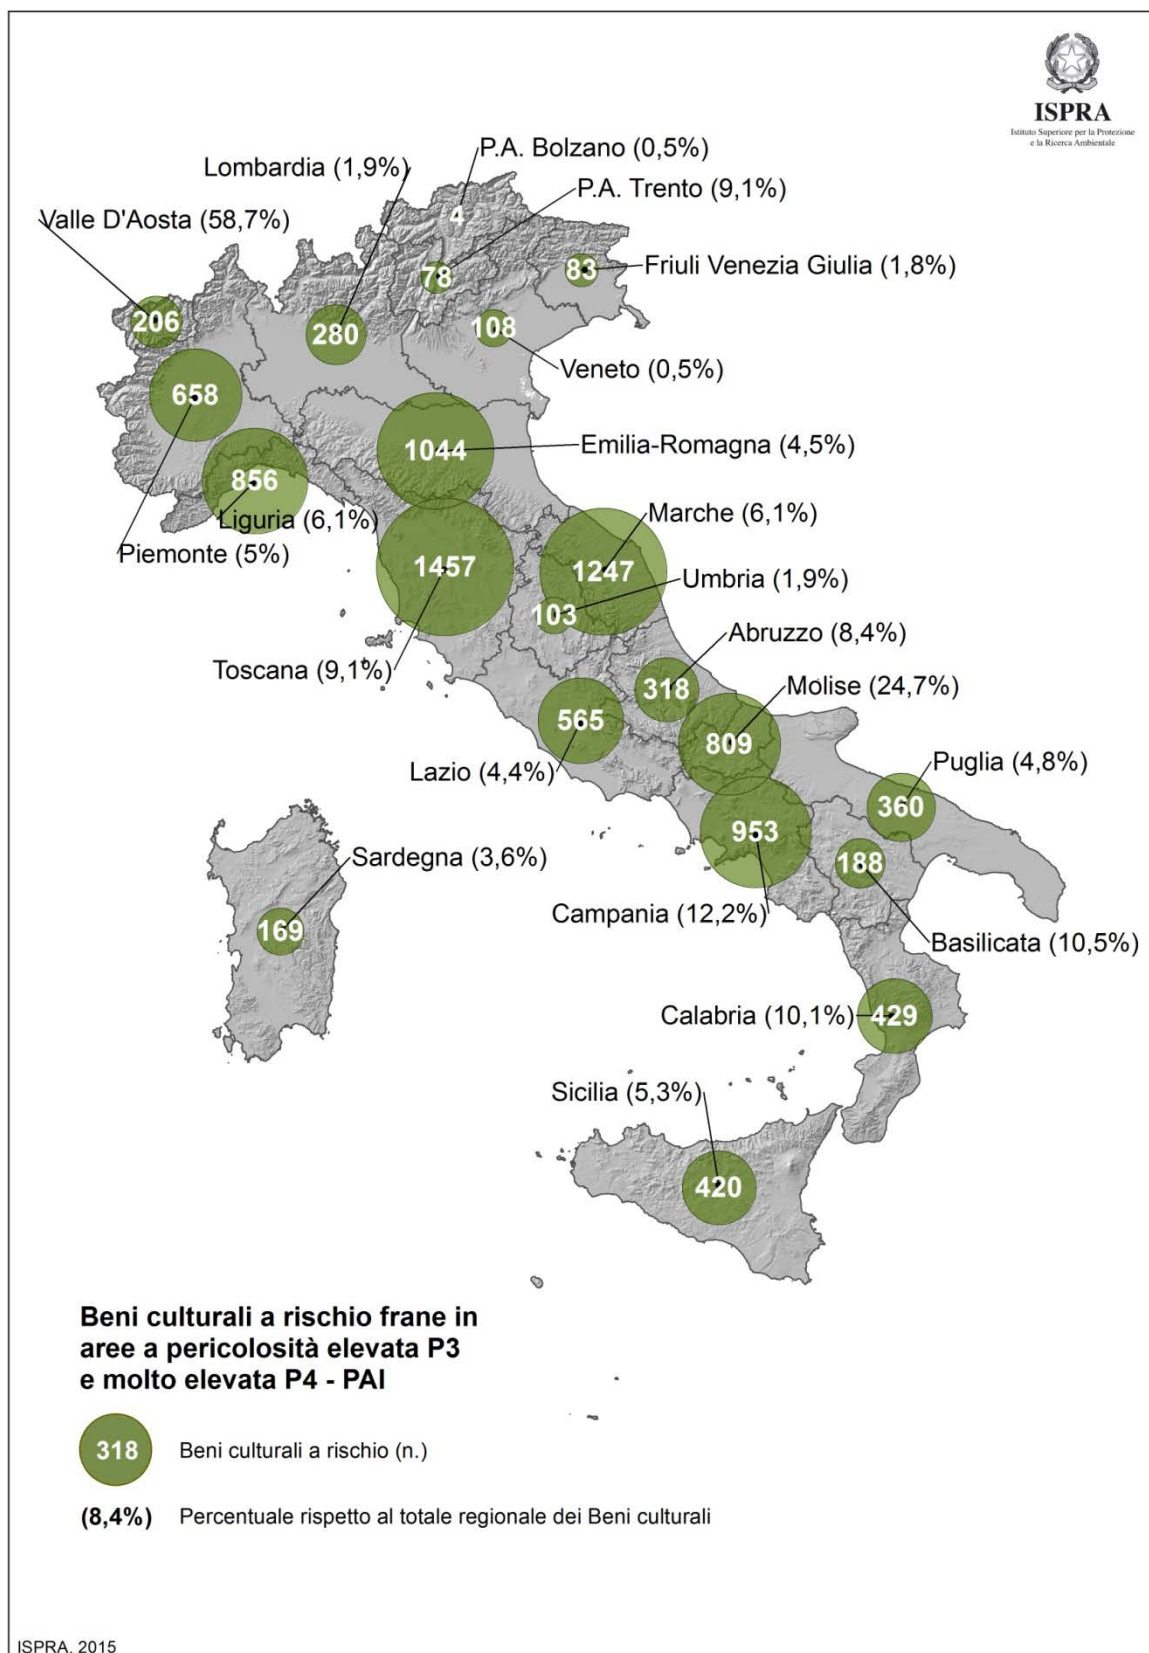 ISPRA
Istituto Superiore per la Protezione
e la Ricerca Ambientale
P.A. Bolzano (0,5%)
Lombardia (1,9%)
P.A. Trento (9,1%)
Valle D'Aosta (58,7%)
4
Friuli Venezia Giulia (1,8%)
83
78
206
280
108
Veneto (0,5%)
658
1044
Emilia-Romagna (4,5%)
856
Marche (6,1%)
Liguria (6,1%)
Piemonte (5%)
1457
1247
Umbria (1,9%)
103
Abruzzo (8,4%)
Toscana (9,1%)
318
Molise (24,7%)
565
809
Lazio (4,4%)
Puglia (4,8%)
360
953
Sardegna (3,6%)
188
Campania (12,2%)
169
Basilicata (10,5%)
Calabria (10,1%)
429
Sicilia (5,3%)
420
Beni culturali a rischio frane in
aree a pericolosità elevata P3
e molto elevata P4 - PAI
318
Beni culturali a rischio (n.)
(8,4%)
Percentuale rispetto al totale regionale dei Beni culturali
ISPRA, 2015